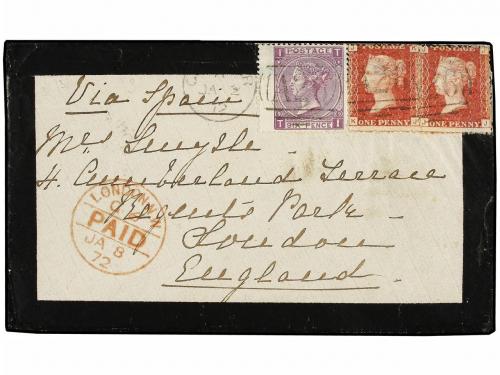 POSTAGE
SIX PENCE
ONE PENNY
ONE PENNY
Via Spain
Mrs Smythe
4. Cumberland Terrace
Regents Park
London
England
LONDON
PAID
JA 8
72